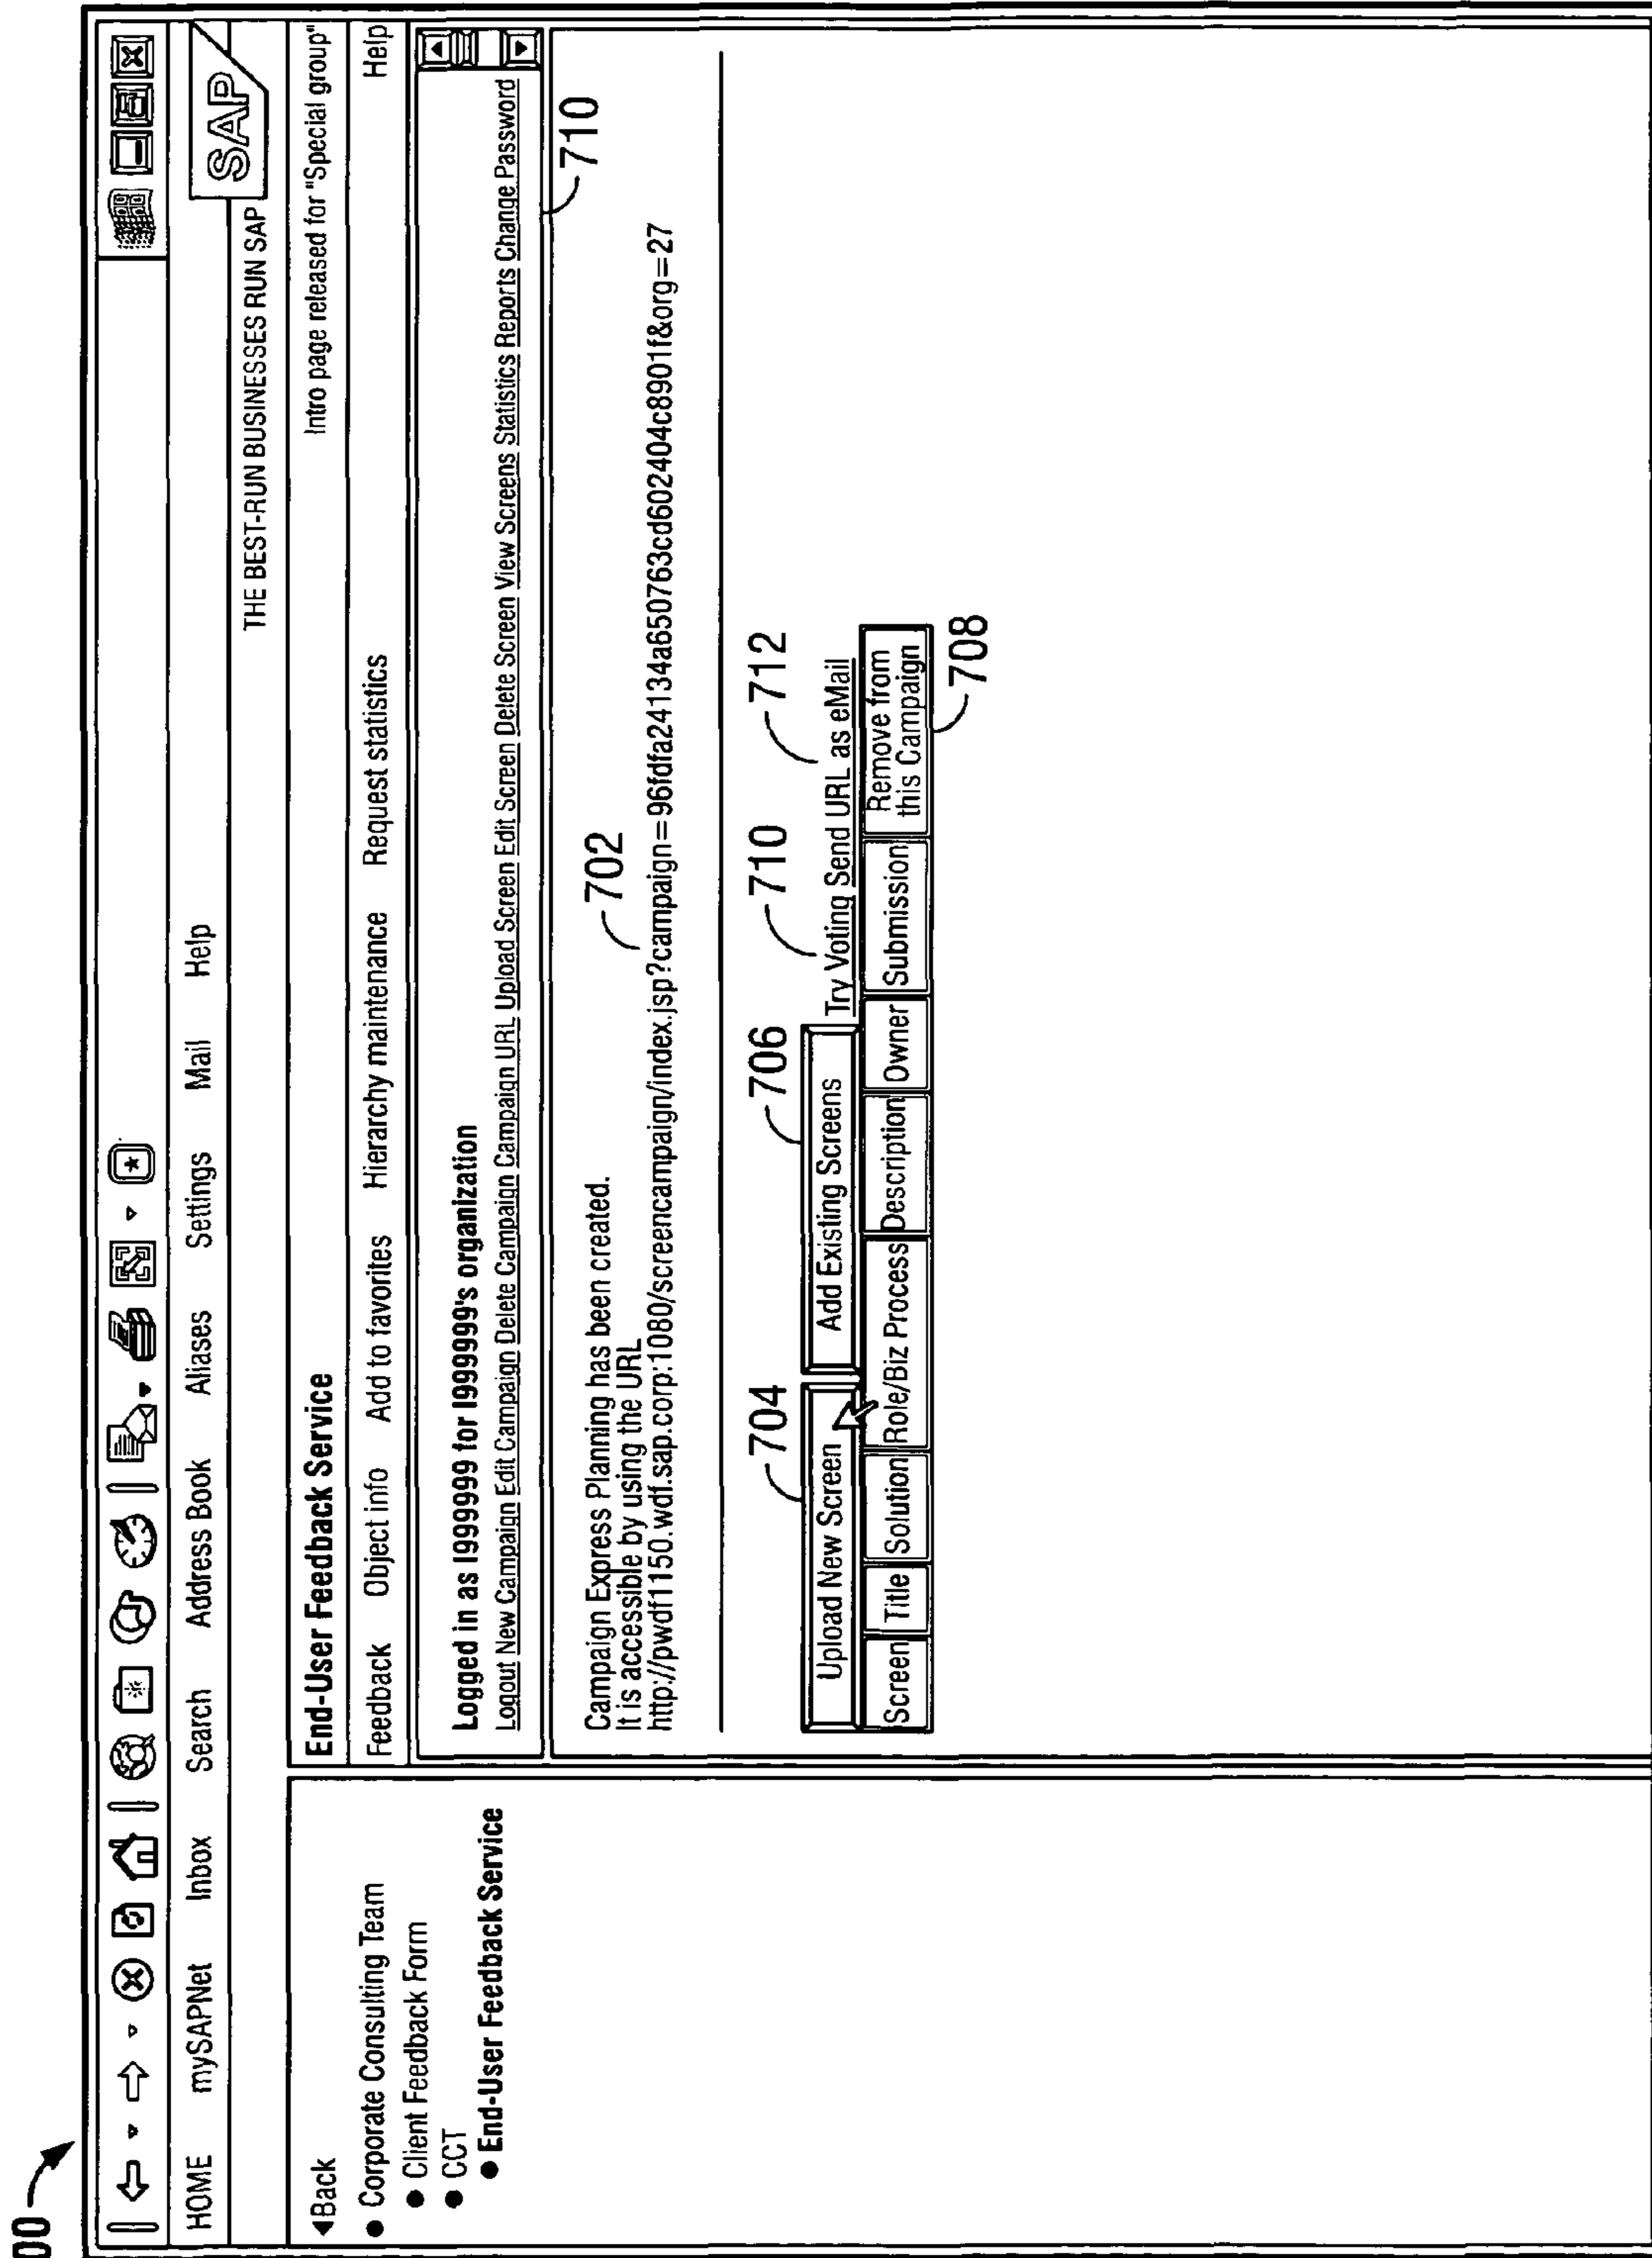 00
HOME mySAPNet Inbox Search Address Book Aliases Settings Mail Help
SAP
THE BEST-RUN BUSINESSES RUN SAP
Back
Corporate Consulting Team
Client Feedback Form
CCT
End-User Feedback Service
End-User Feedback Service
Intro page released for "Special group"
Feedback Object info Add to favorites Hierarchy maintenance Request statistics Help
Logged in as I999999 for I999999's organization
Logout New Campaign Edit Campaign Delete Campaign Campaign URL Upload Screen Edit Screen Delete Screen View Screens Statistics Reports Change Password
710
702
Campaign Express Planning has been created.
It is accessible by using the URL
http://pwdf1150.wdf.sap.corp:1080/screencampaign/index.jsp?campaign=96fdfa24134a650763cd602404c8901f&org=27
704 706 710 712
Upload New Screen Add Existing Screens Try Voting Send URL as eMail
Screen Title Solution Role/Biz Process Description Owner Submission Remove from
this Campaign
708